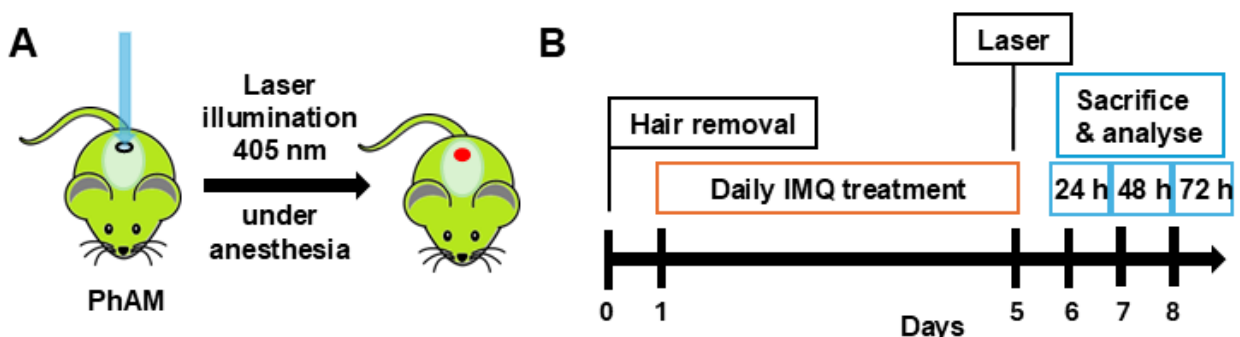 A
Laser
illumination
405 nm
under
anesthesia
PhAM
B
Laser
Hair removal
Sacrifice
& analyse
Daily IMQ treatment
24 h 48 h 72 h
0 1 5 6 7 8
Days